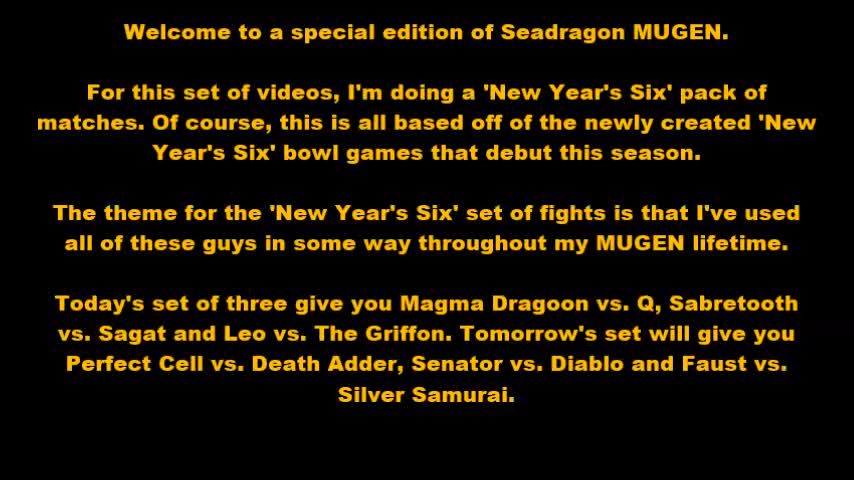 Welcome to a special edition of Seadragon MUGEN.
For this set of videos, I'm doing a 'New Year's Six' pack of
matches. Of course, this is all based off of the newly created 'New
Year's Six' bowl games that debut this season.
The theme for the 'New Year's Six' set of fights is that I've used
all of these guys in some way throughout my MUGEN lifetime.
Today's set of three give you Magma Dragoon vs. Q, Sabretooth
vs. Sagat and Leo vs. The Griffon. Tomorrow's set will give you
Perfect Cell vs. Death Adder, Senator vs. Diablo and Faust vs.
Silver Samurai.